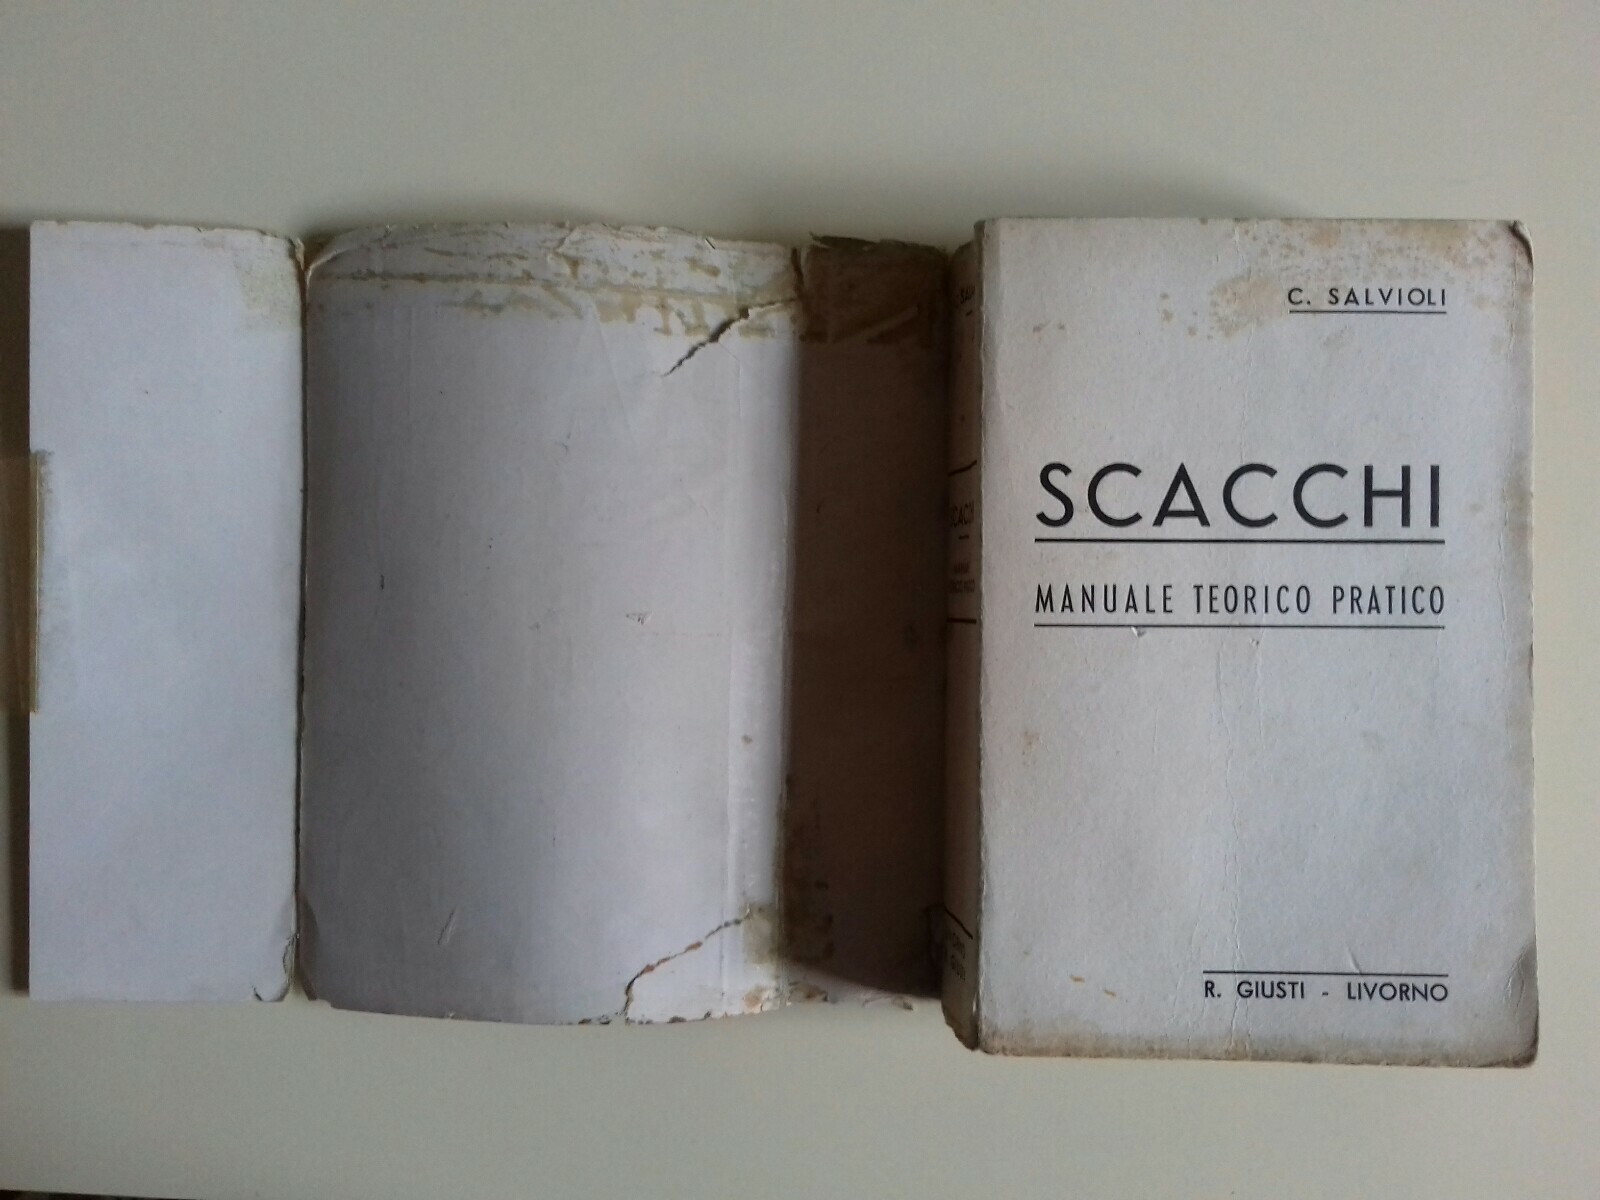 C. SALVIOLI
SCACCHI
MANUALE TEORICO PRATICO
R. GIUSTI - LIVORNO